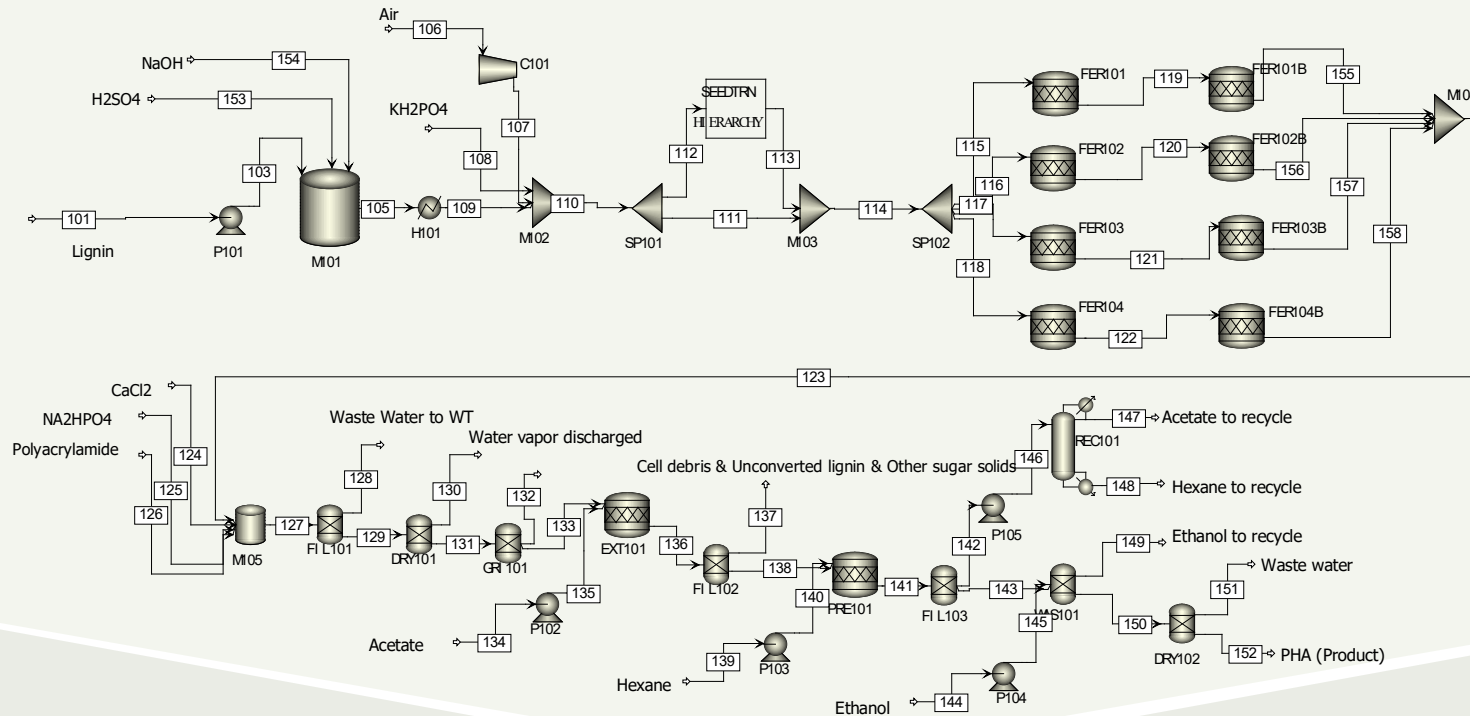 Air
106
NaOH
154
C101
H2SO4
153
KH2PO4
107
108
103
101
Lignin
P101
M101
105
H101
109
M102
110
SP101
112
SEEDTRN
HIERARCHY
113
111
M103
114
SP102
115
116
117
118
FER101
119
FER101B
155
FER102
120
FER102B
156
FER103
121
FER103B
157
FER104
122
FER104B
158
M10
123
CaCl2
NA2HPO4
Polyacrylamide
124
125
126
M105
127
Waste Water to WT
128
FIL101
129
Water vapor discharged
130
DRY101
131
132
GRI101
133
EXT101
Acetate
134
P102
135
136
Cell debris & Unconverted lignin & Other sugar solids
137
FIL102
138
Hexane
139
P103
140
PRE101
141
FIL103
142
143
P105
146
REC101
147
Acetate to recycle
148
Hexane to recycle
Ethanol
144
P104
145
WAS101
149
Ethanol to recycle
150
DRY102
151
Waste water
152
PHA (Product)